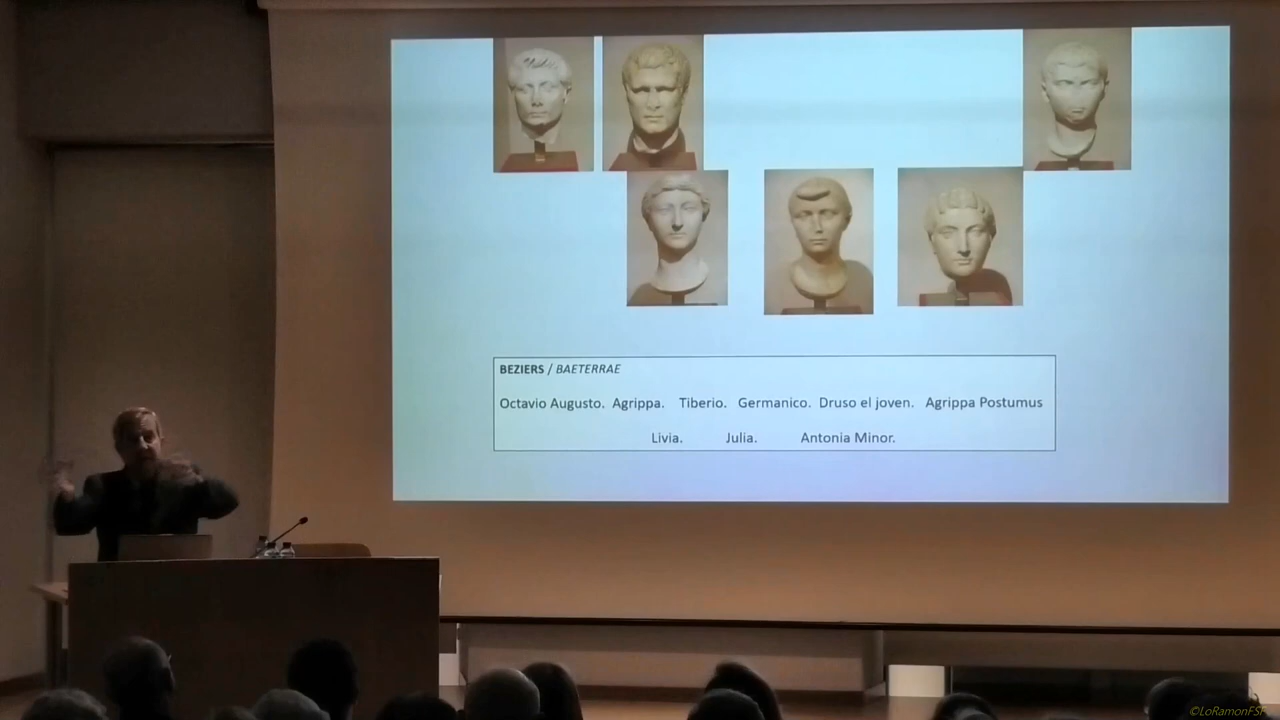 BEZIERS / BAETERRAE
Octavio Augusto. Agrippa. Tiberio. Germanico. Druso el joven. Agrippa Postumus
Livia. Julia. Antonia Minor.
©LoRamonFSF